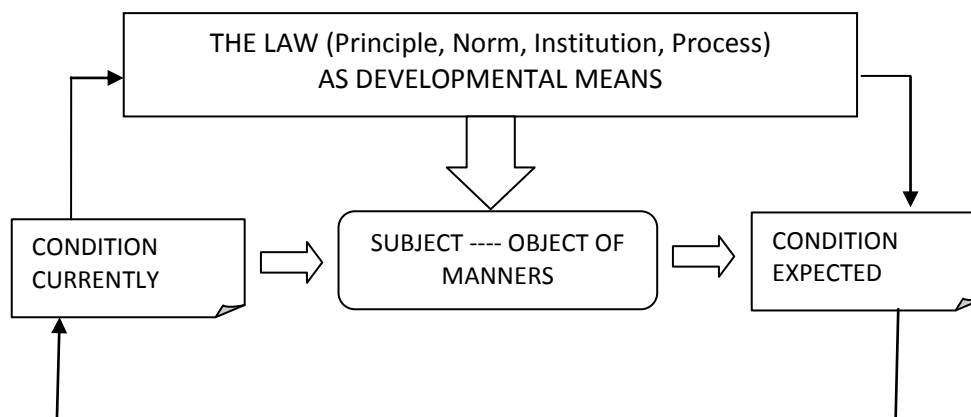 THE LAW (Principle, Norm, Institution, Process)
AS DEVELOPMENTAL MEANS
CONDITION
CURRENTLY
SUBJECT ---- OBJECT OF
MANNERS
CONDITION
EXPECTED